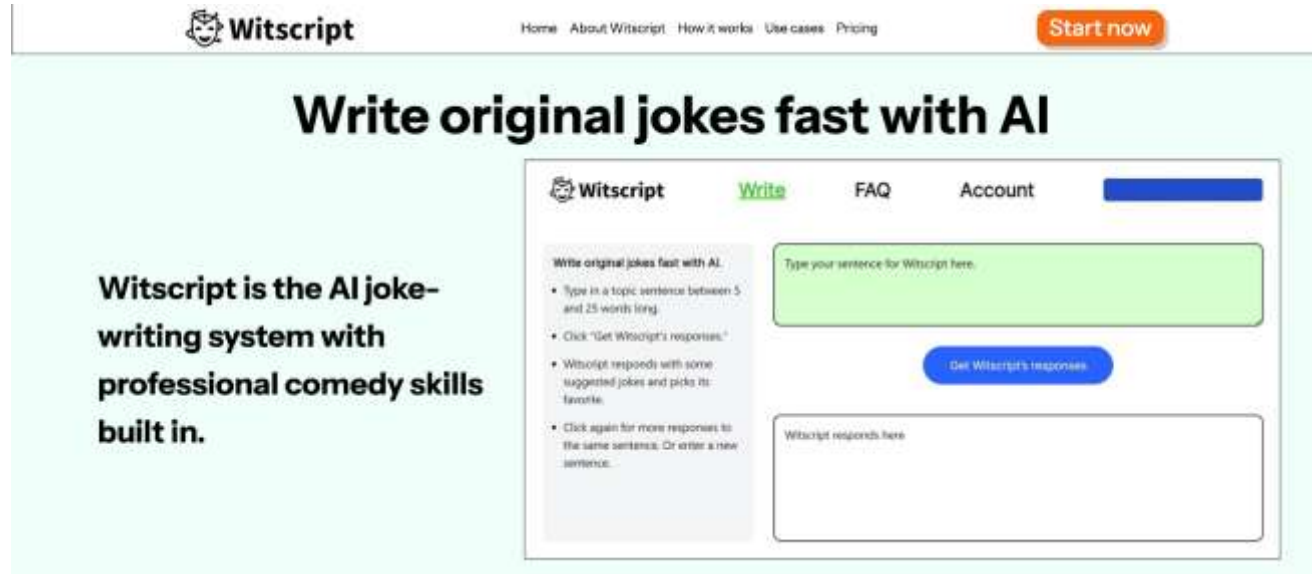 Witscript
Home About Witscript How it works Use cases Pricing
Start now
Write original jokes fast with AI
Witscript is the AI joke-
writing system with
professional comedy skills
built in.
Witscript
Write
FAQ
Account
Write original jokes fast with AI.
• Type in a topic sentence between 5
and 25 words long.
• Click "Get Witscript's responses."
• Witscript responds with some
suggested jokes and picks its
favorite.
• Click again for more responses to
the same sentence. Or enter a new
sentence.
Type your sentence for Witscript here.
Get Witscript's responses
Witscript responds here